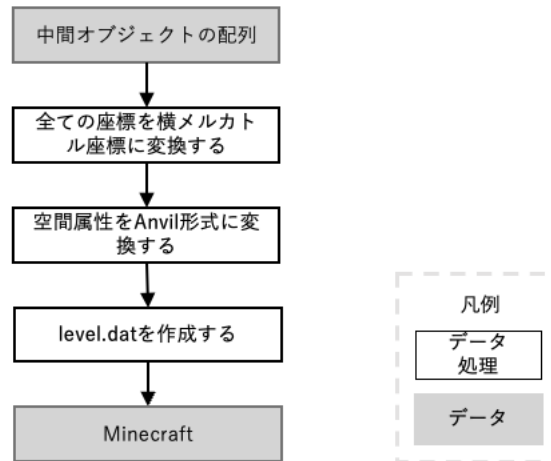 中間オブジェクトの配列
全ての座標を横メルカト
ル座標に変換する
空間属性をAnvil形式に変
換する
level.datを作成する
Minecraft
凡例
データ
処理
データ